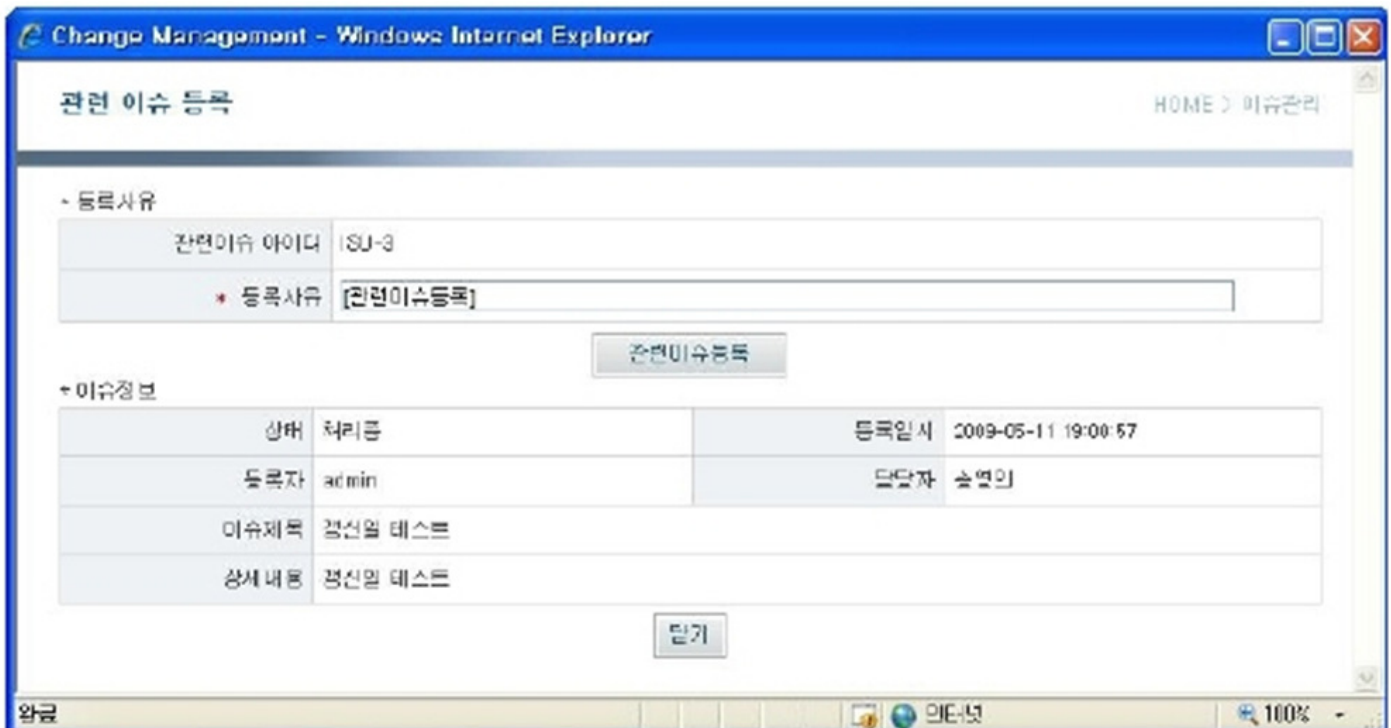 Change Management - Windows Internet Explorer
관련 이슈 등록
HOME > 이슈관리
등록사유
관련이슈 아이디 ISU-3
* 등록사유 [관련이슈등록]
관련이슈등록
이슈정보
상태 처리중 등록일시 2009-05-11 19:00:57
등록자 admin 담당자
이슈제목 갱신일 테스트
상세내용 갱신일 테스트
닫기
완료 인터넷 100%